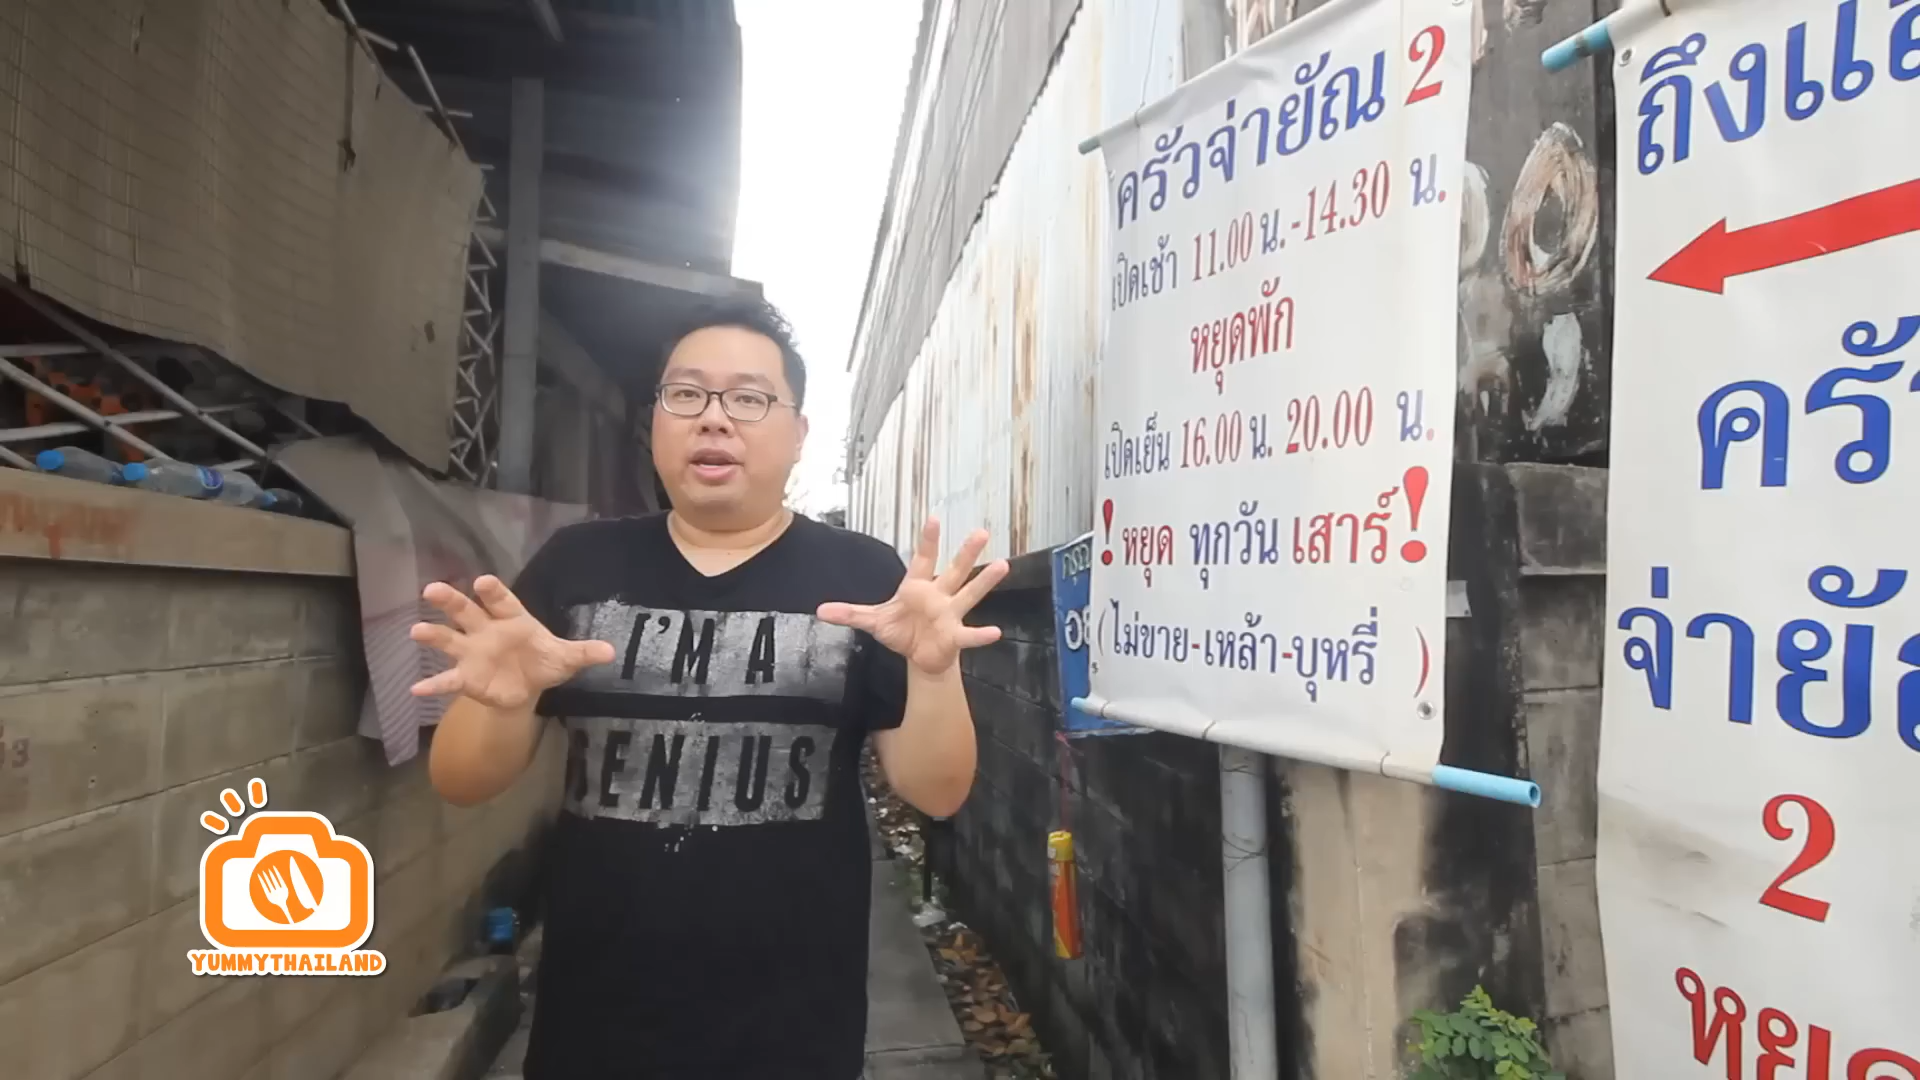 ครัวจ่ายัณ 2
เปิดเช้า 11.00 น.-14.30 น.
หยุดพัก
เปิดเย็น 16.00 น. 20.00 น.
! หยุด ทุกวัน เสาร์ !
(ไม่ขาย-เหล้า-บุหรี่ )
ถึงแล้
ครัว
จ่ายัณ
2
หยุด
I'M A
GENIUS
YUMMYTHAILAND